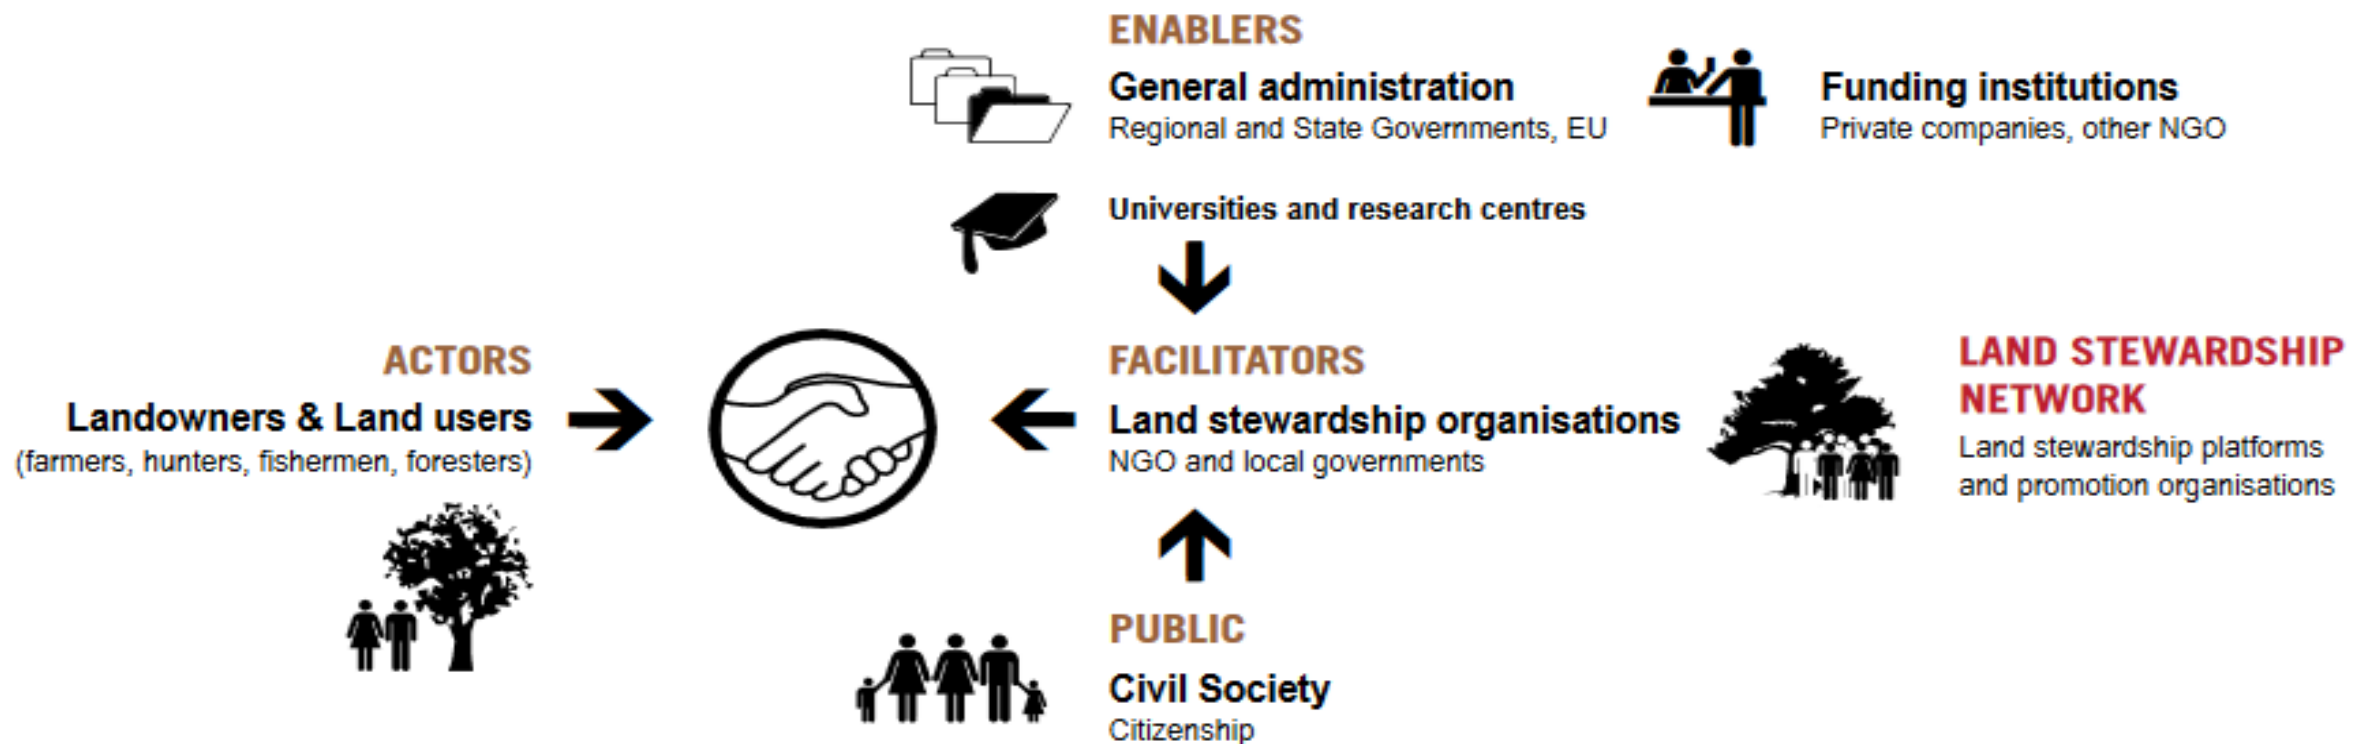 ENABLERS
General administration
Regional and State Governments, EU
Funding institutions
Private companies, other NGO
Universities and research centres
ACTORS
Landowners & Land users
(farmers, hunters, fishermen, foresters)
FACILITATORS
Land stewardship organisations
NGO and local governments
LAND STEWARDSHIP
NETWORK
Land stewardship platforms
and promotion organisations
PUBLIC
Civil Society
Citizenship